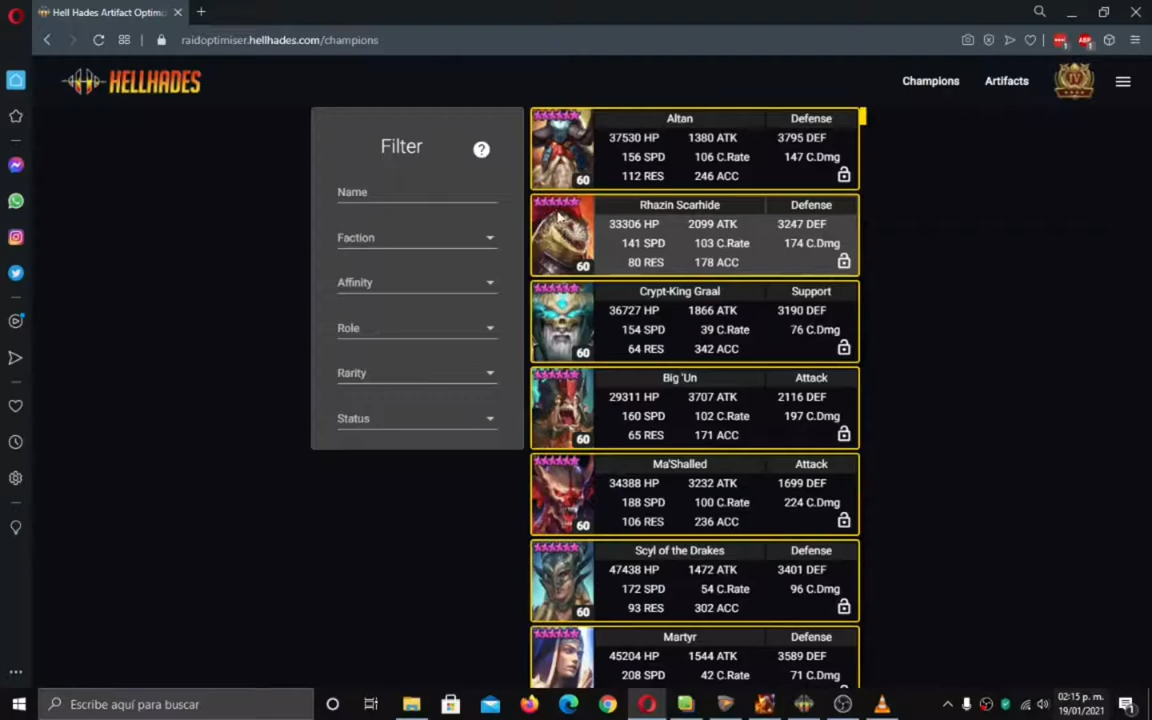 Hell Hades Artifact Optimi
raidoptimiser.hellhades.com/champions
HELLHADES
Champions
Artifacts
IV
Filter
?
Name
Faction
Affinity
Role
Rarity
Status
Altan Defense
37530 HP 1380 ATK 3795 DEF
156 SPD 106 C.Rate 147 C.Dmg
112 RES 246 ACC
60
Rhazin Scarhide Defense
33306 HP 2099 ATK 3247 DEF
141 SPD 103 C.Rate 174 C.Dmg
80 RES 178 ACC
60
Crypt-King Graal Support
36727 HP 1866 ATK 3190 DEF
154 SPD 39 C.Rate 76 C.Dmg
64 RES 342 ACC
60
Big 'Un Attack
29311 HP 3707 ATK 2116 DEF
160 SPD 102 C.Rate 197 C.Dmg
65 RES 171 ACC
60
Ma'Shalled Attack
34388 HP 3232 ATK 1699 DEF
188 SPD 100 C.Rate 224 C.Dmg
106 RES 236 ACC
60
Scyl of the Drakes Defense
47438 HP 1472 ATK 3401 DEF
172 SPD 54 C.Rate 96 C.Dmg
93 RES 302 ACC
60
Martyr Defense
45204 HP 1544 ATK 3589 DEF
208 SPD 42 C.Rate 71 C.Dmg
Escribe aquí para buscar
02:15 p. m.
19/01/2021